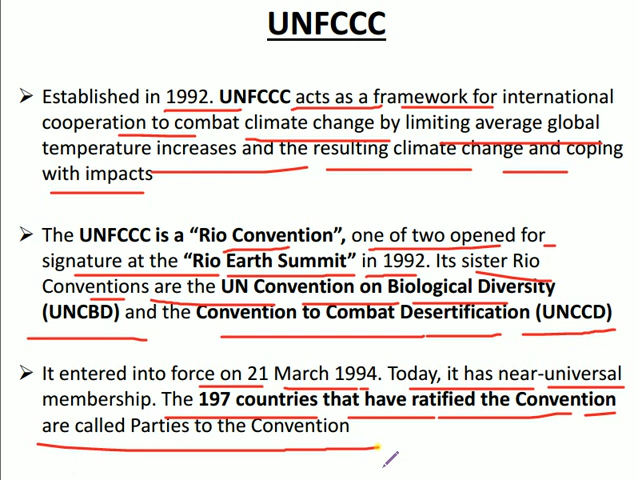 UNFCCC
➢ Established in 1992. UNFCCC acts as a framework for international
cooperation to combat climate change by limiting average global
temperature increases and the resulting climate change and coping
with impacts
➢ The UNFCCC is a “Rio Convention”, one of two opened for
signature at the “Rio Earth Summit” in 1992. Its sister Rio
Conventions are the UN Convention on Biological Diversity
(UNCBD) and the Convention to Combat Desertification (UNCCD)
➢ It entered into force on 21 March 1994. Today, it has near-universal
membership. The 197 countries that have ratified the Convention
are called Parties to the Convention